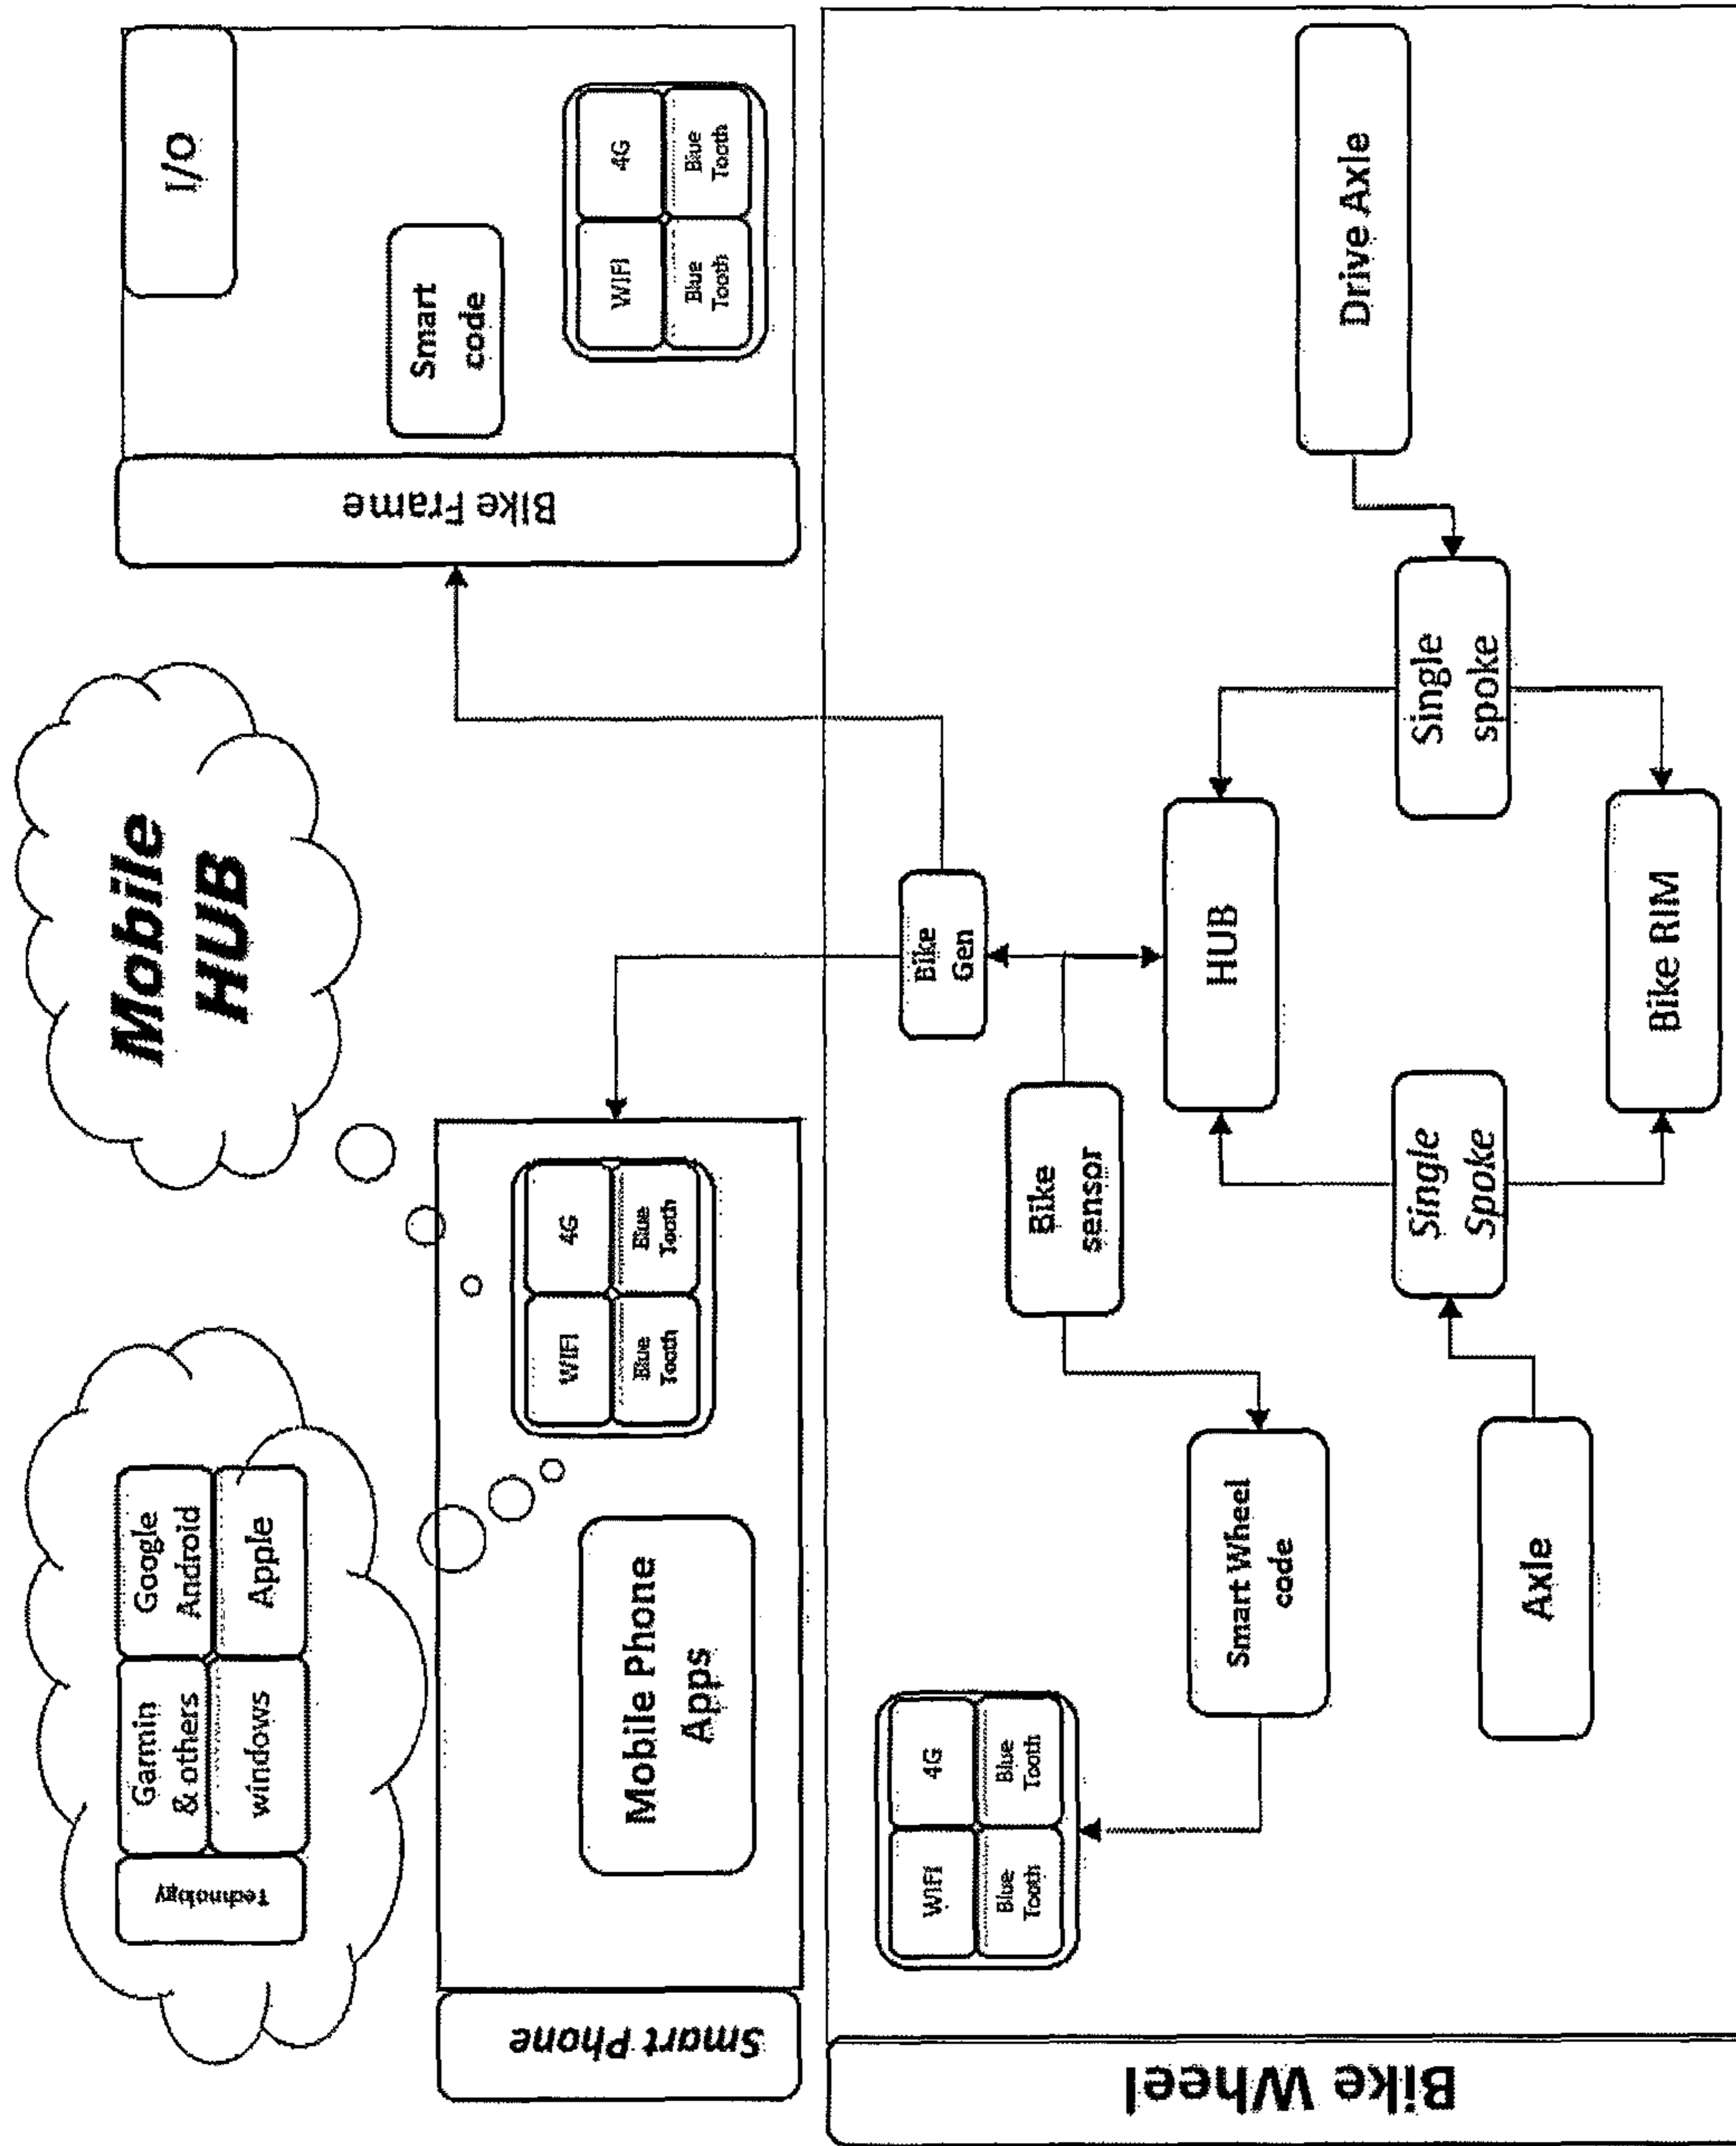 Technology
Garmin
& others
Google
Android
windows
Apple
Mobile
HUB
I/O
Smart
code
WIFI
4G
Blue
Tooth
Blue
Tooth
Bike Frame
Smart Phone
Mobile Phone
Apps
WIFI
4G
Blue
Tooth
Blue
Tooth
Bike Wheel
WIFI
4G
Blue
Tooth
Blue
Tooth
Bike
Gen
Bike
sensor
Smart Wheel
code
HUB
Drive Axle
Single
spoke
Single
Spoke
Axle
Bike RIM